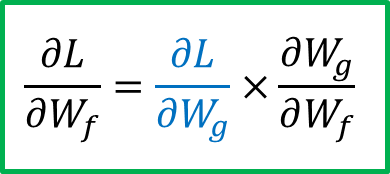 ∂L/∂W_f = ∂L/∂W_g × ∂W_g/∂W_f